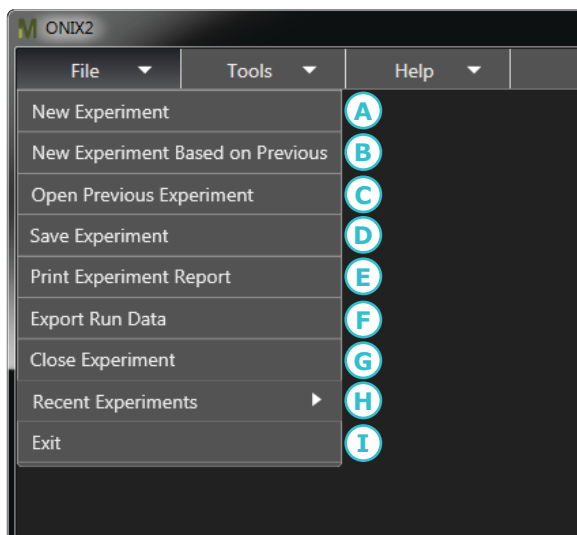 M ONIX2
File Tools Help
New Experiment A
New Experiment Based on Previous B
Open Previous Experiment C
Save Experiment D
Print Experiment Report E
Export Run Data F
Close Experiment G
Recent Experiments H
Exit I